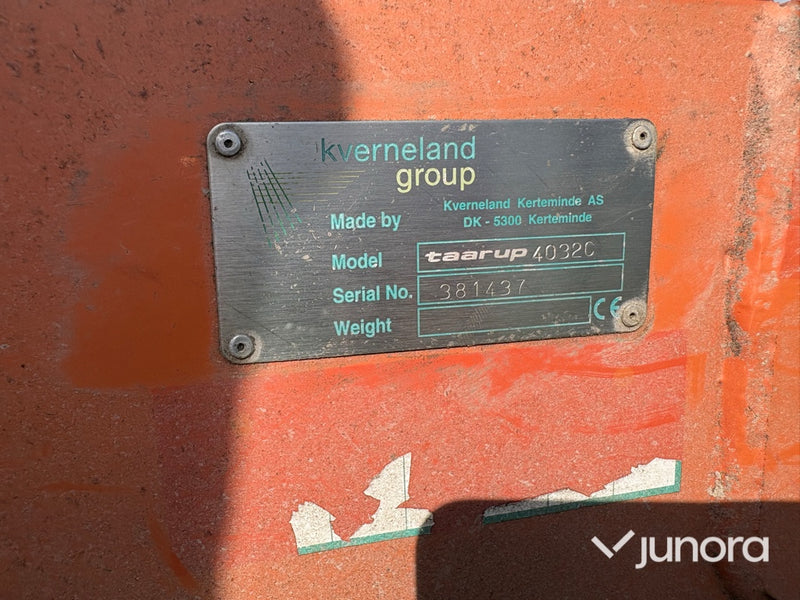 kverneland
group
Made by
Kverneland Kerteminde AS
DK - 5300 Kerteminde
Model taarup 4032C
Serial No. 381437
Weight
CE
junora